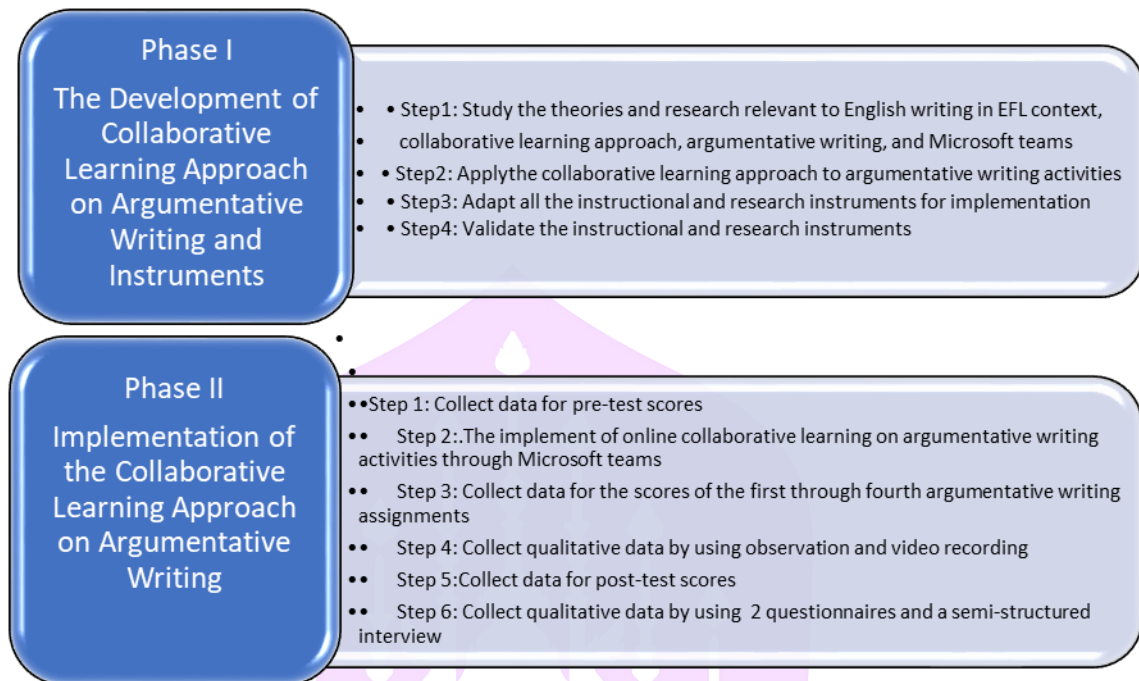 Phase I
The Development of
Collaborative
Learning Approach
on Argumentative
Writing and
Instruments
• • Step1: Study the theories and research relevant to English writing in EFL context,
• collaborative learning approach, argumentative writing, and Microsoft teams
• • Step2: Applythe collaborative learning approach to argumentative writing activities
• • Step3: Adapt all the instructional and research instruments for implementation
• • Step4: Validate the instructional and research instruments
•
•
Phase II
Implementation of
the Collaborative
Learning Approach
on Argumentative
Writing
••Step 1: Collect data for pre-test scores
•• Step 2:.The implement of online collaborative learning on argumentative writing
activities through Microsoft teams
•• Step 3: Collect data for the scores of the first through fourth argumentative writing
assignments
•• Step 4: Collect qualitative data by using observation and video recording
•• Step 5:Collect data for post-test scores
•• Step 6: Collect qualitative data by using 2 questionnaires and a semi-structured
interview